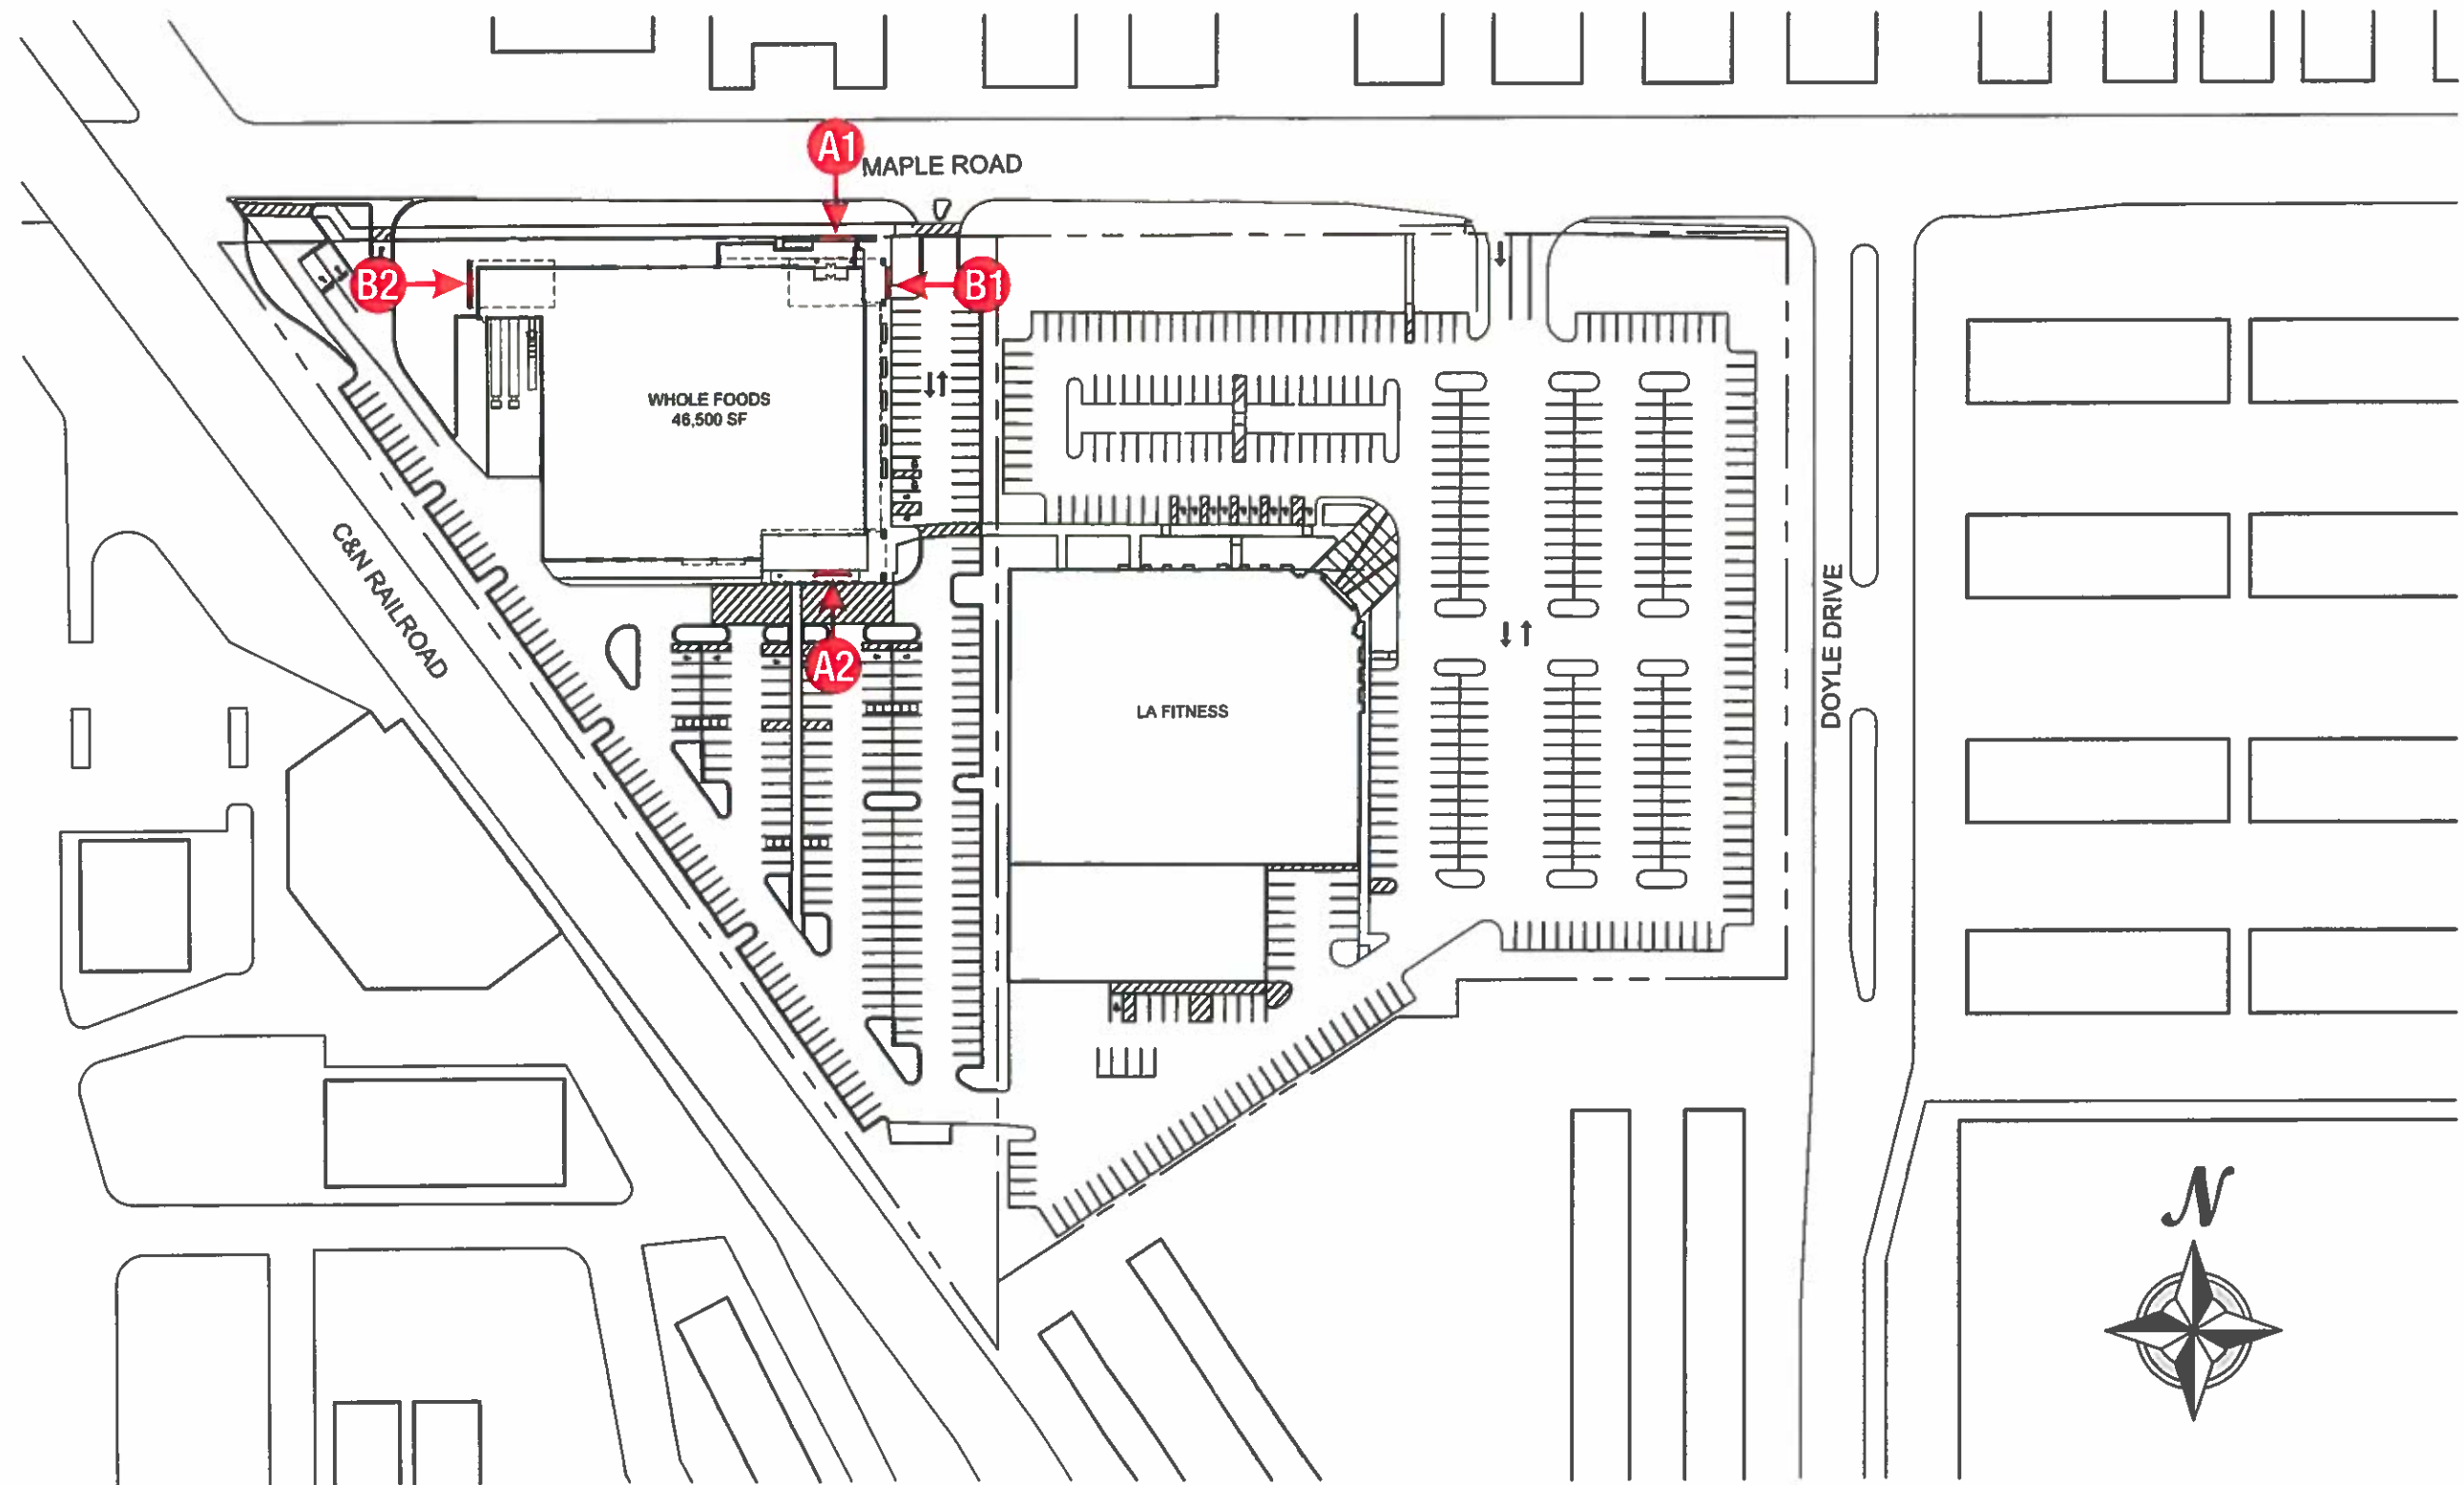 A1
MAPLE ROAD
B2
B1
WHOLE FOODS
46,500 SF
C&N RAILROAD
A2
LA FITNESS
DOYLE DRIVE
N